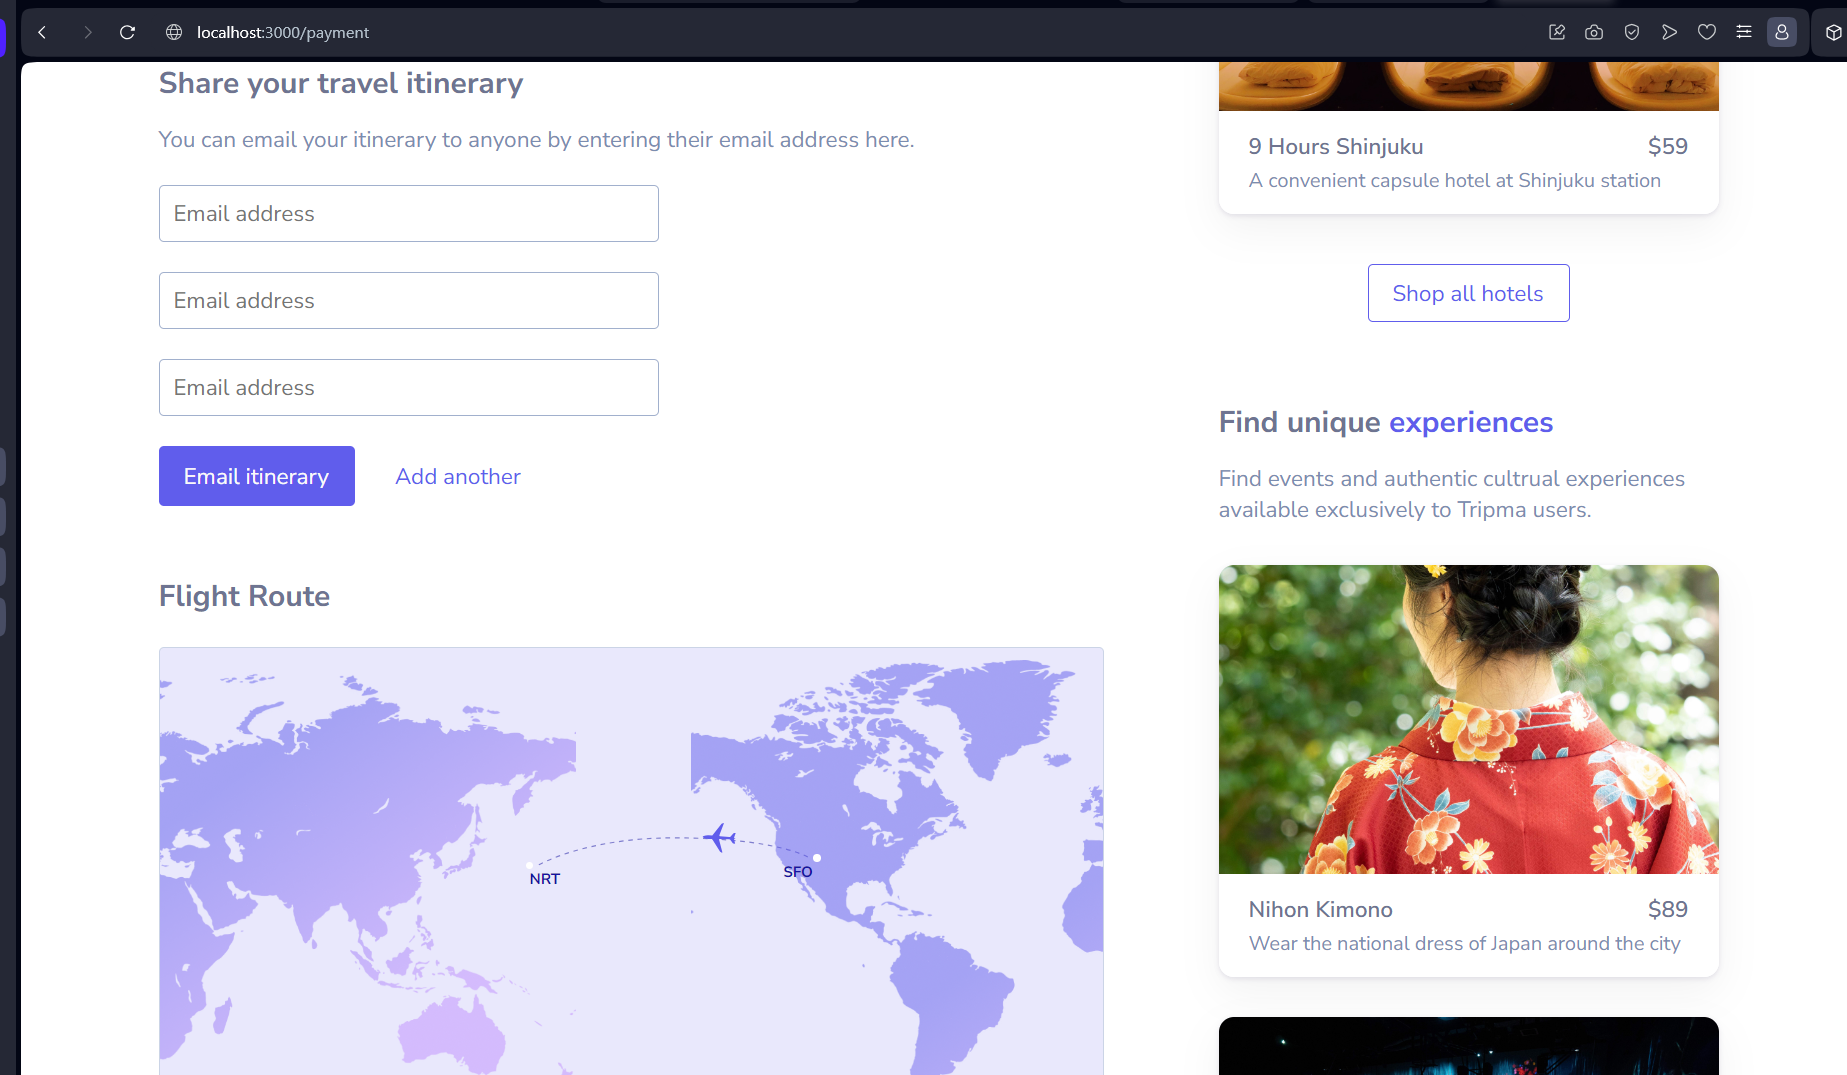 localhost:3000/payment
Share your travel itinerary
You can email your itinerary to anyone by entering their email address here.
Email address
Email address
Email address
Email itinerary
Add another
Flight Route
NRT
SFO
9 Hours Shinjuku
$59
A convenient capsule hotel at Shinjuku station
Shop all hotels
Find unique experiences
Find events and authentic cultrual experiences
available exclusively to Tripma users.
Nihon Kimono
$89
Wear the national dress of Japan around the city